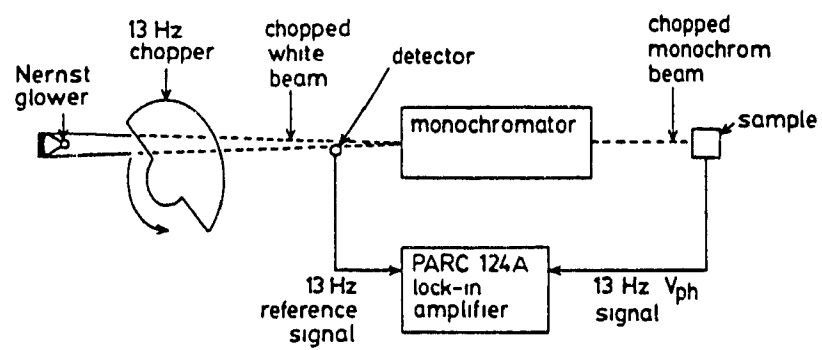 13 Hz
chopper
chopped
white
beam
chopped
monochrom
beam
Nernst
glower
detector
monochromator
sample
PARC 124A
lock-in
amplifier
13 Hz
reference
signal
13 Hz Vph
signal